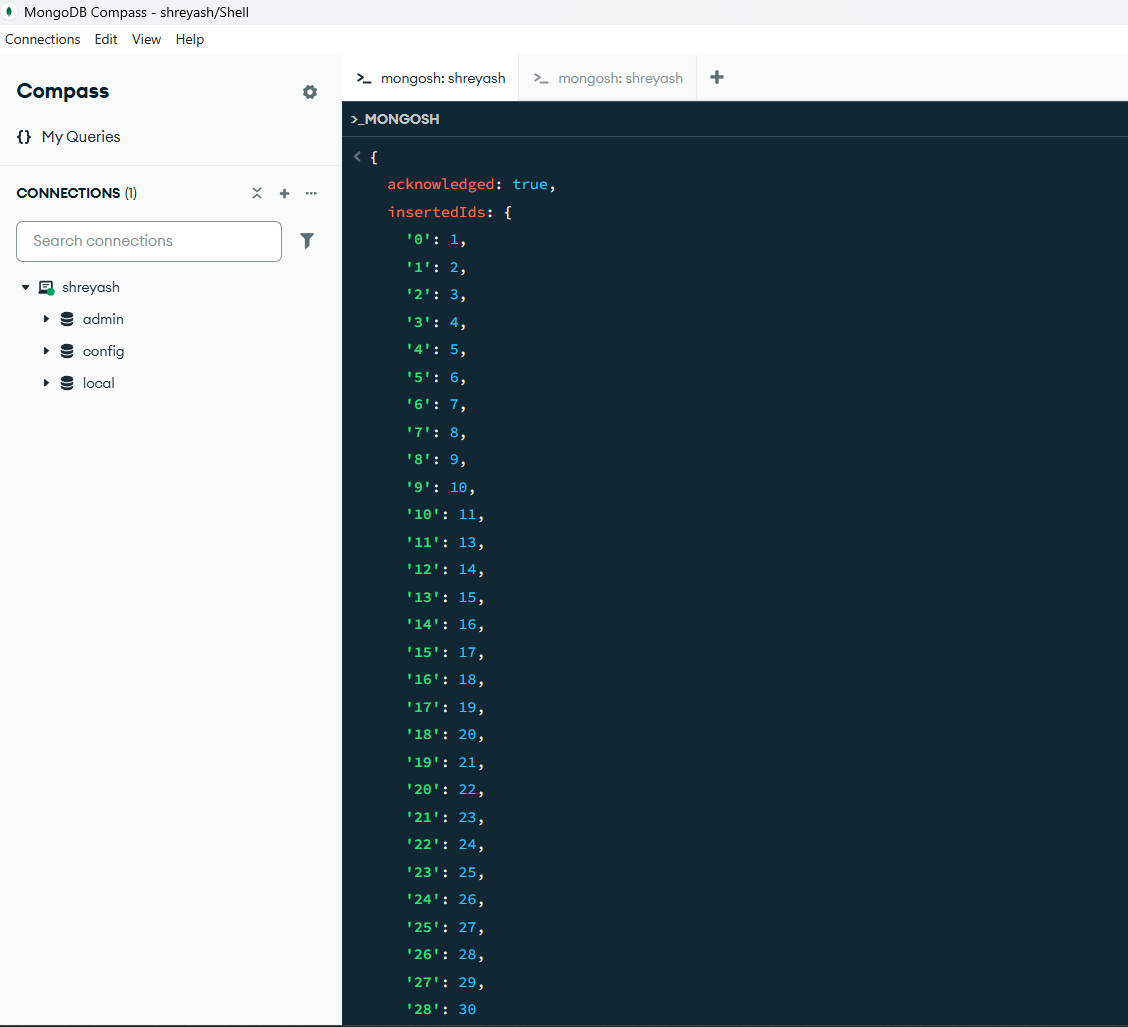 MongoDB Compass - shreyash/Shell
Connections Edit View Help
Compass
My Queries
CONNECTIONS (1)
Search connections
shreyash
admin
config
local
>_ mongosh: shreyash >_ mongosh: shreyash +
>_MONGOSH
< {
acknowledged: true,
insertedIds: {
'0': 1,
'1': 2,
'2': 3,
'3': 4,
'4': 5,
'5': 6,
'6': 7,
'7': 8,
'8': 9,
'9': 10,
'10': 11,
'11': 13,
'12': 14,
'13': 15,
'14': 16,
'15': 17,
'16': 18,
'17': 19,
'18': 20,
'19': 21,
'20': 22,
'21': 23,
'22': 24,
'23': 25,
'24': 26,
'25': 27,
'26': 28,
'27': 29,
'28': 30